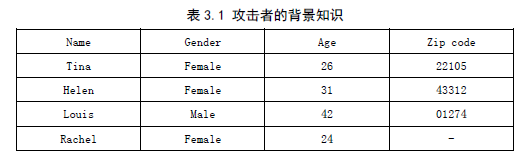 表 3.1 攻击者的背景知识
Name Gender Age Zip code
Tina Female 26 22105
Helen Female 31 43312
Louis Male 42 01274
Rachel Female 24 -